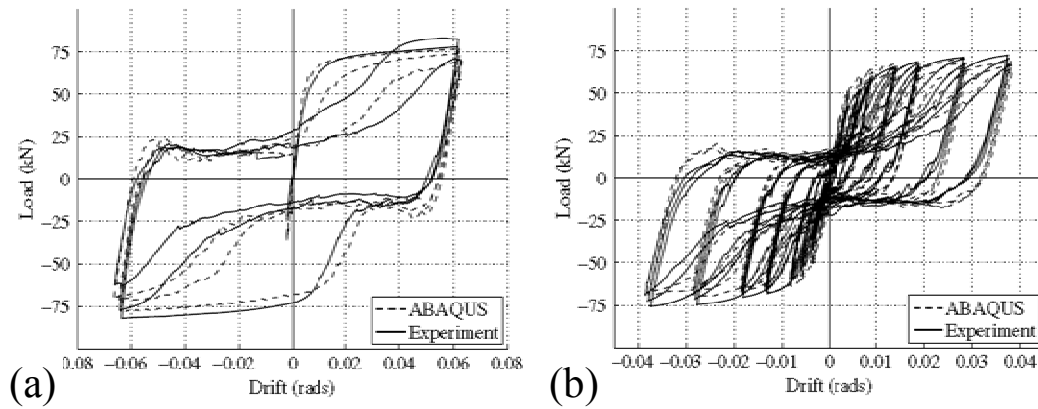 75
50
25
0
−25
−50
−75
Load (kN)
ABAQUS
Experiment
0.08 −0.06 −0.04 −0.02 0 0.02 0.04 0.06 0.08
Drift (rads)
(a)
75
50
25
0
−25
−50
−75
Load (kN)
ABAQUS
Experiment
−0.04 −0.03 −0.02 −0.01 0 0.01 0.02 0.03 0.04
Drift (rads)
(b)